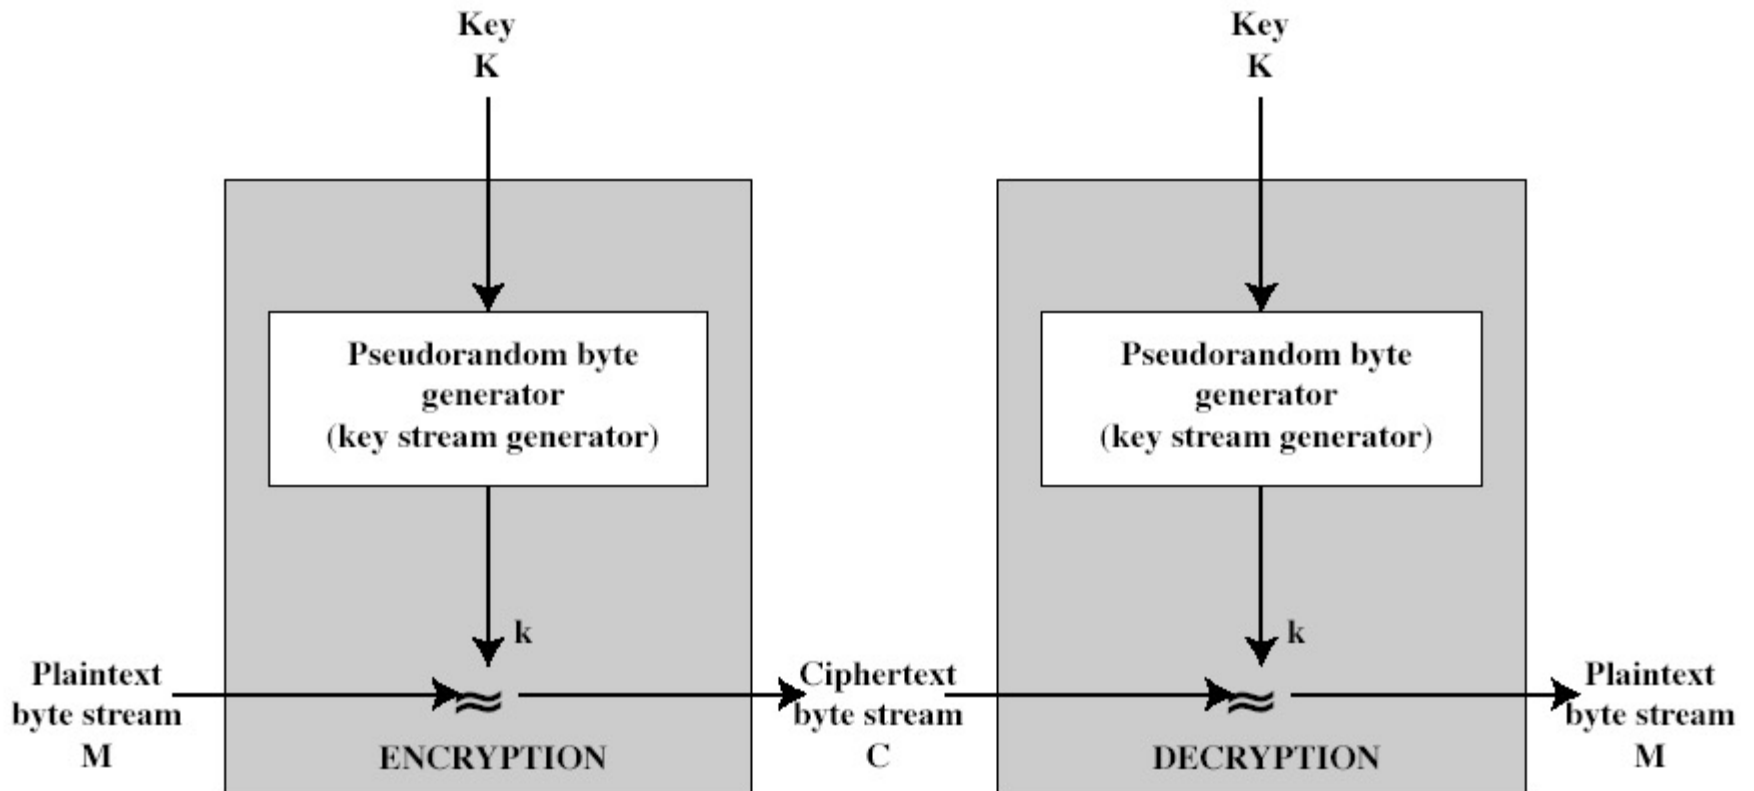 Key
K
Key
K
Pseudorandom byte
generator
(key stream generator)
Pseudorandom byte
generator
(key stream generator)
k
k
Plaintext
byte stream
M
≈
ENCRYPTION
Ciphertext
byte stream
C
≈
DECRYPTION
Plaintext
byte stream
M